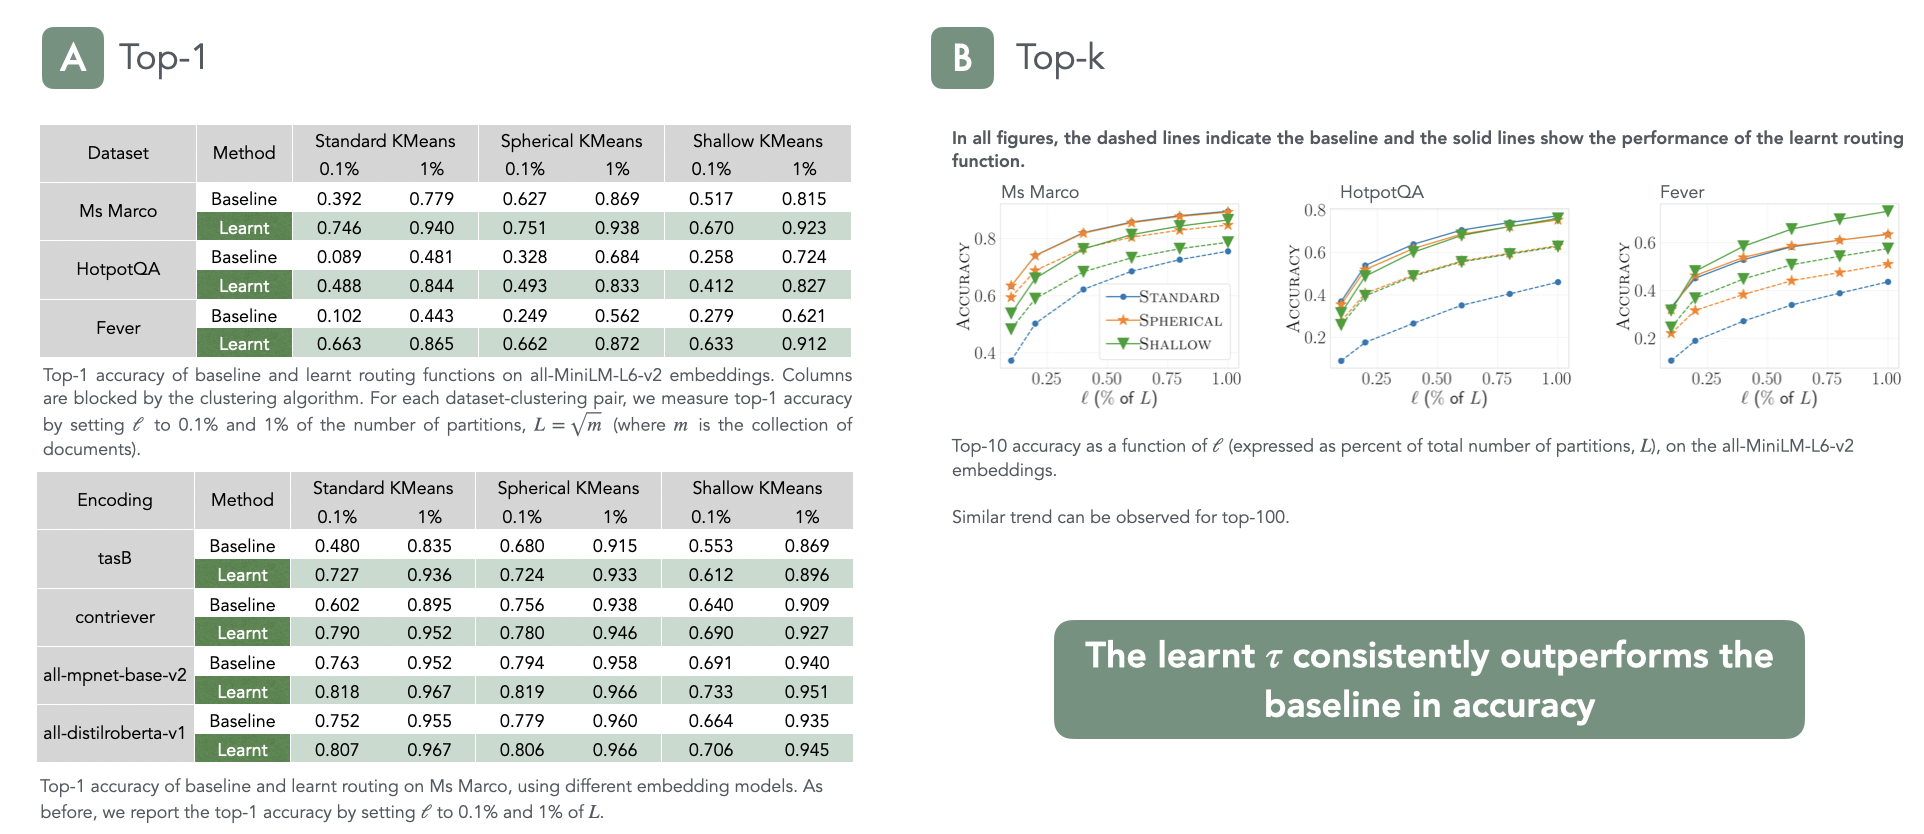 A Top-1
Dataset Method Standard KMeans Spherical KMeans Shallow KMeans
0.1% 1% 0.1% 1% 0.1% 1%
Ms Marco
Baseline 0.392 0.779 0.627 0.869 0.517 0.815
Learnt 0.746 0.940 0.751 0.938 0.670 0.923
HotpotQA
Baseline 0.089 0.481 0.328 0.684 0.258 0.724
Learnt 0.488 0.844 0.493 0.833 0.412 0.827
Fever
Baseline 0.102 0.443 0.249 0.562 0.279 0.621
Learnt 0.663 0.865 0.662 0.872 0.633 0.912
Top-1 accuracy of baseline and learnt routing functions on all-MiniLM-L6-v2 embeddings. Columns
are blocked by the clustering algorithm. For each dataset-clustering pair, we measure top-1 accuracy
by setting ℓ to 0.1% and 1% of the number of partitions, L = √m (where m is the collection of
documents).
Encoding Method Standard KMeans Spherical KMeans Shallow KMeans
0.1% 1% 0.1% 1% 0.1% 1%
tasB
Baseline 0.480 0.835 0.680 0.915 0.553 0.869
Learnt 0.727 0.936 0.724 0.933 0.612 0.896
contriever
Baseline 0.602 0.895 0.756 0.938 0.640 0.909
Learnt 0.790 0.952 0.780 0.946 0.690 0.927
all-mpnet-base-v2
Baseline 0.763 0.952 0.794 0.958 0.691 0.940
Learnt 0.818 0.967 0.819 0.966 0.733 0.951
all-distilroberta-v1
Baseline 0.752 0.955 0.779 0.960 0.664 0.935
Learnt 0.807 0.967 0.806 0.966 0.706 0.945
Top-1 accuracy of baseline and learnt routing on Ms Marco, using different embedding models. As
before, we report the top-1 accuracy by setting ℓ to 0.1% and 1% of L.
B Top-k
In all figures, the dashed lines indicate the baseline and the solid lines show the performance of the learnt routing
function.
Ms Marco
ACCURACY
0.8
0.6
0.4
STANDARD
SPHERICAL
SHALLOW
0.25 0.50 0.75 1.00
ℓ (% of L)
HotpotQA
ACCURACY
0.8
0.6
0.4
0.2
0.25 0.50 0.75 1.00
ℓ (% of L)
Fever
ACCURACY
0.6
0.4
0.2
0.25 0.50 0.75 1.00
ℓ (% of L)
Top-10 accuracy as a function of ℓ (expressed as percent of total number of partitions, L), on the all-MiniLM-L6-v2
embeddings.
Similar trend can be observed for top-100.
The learnt τ consistently outperforms the
baseline in accuracy